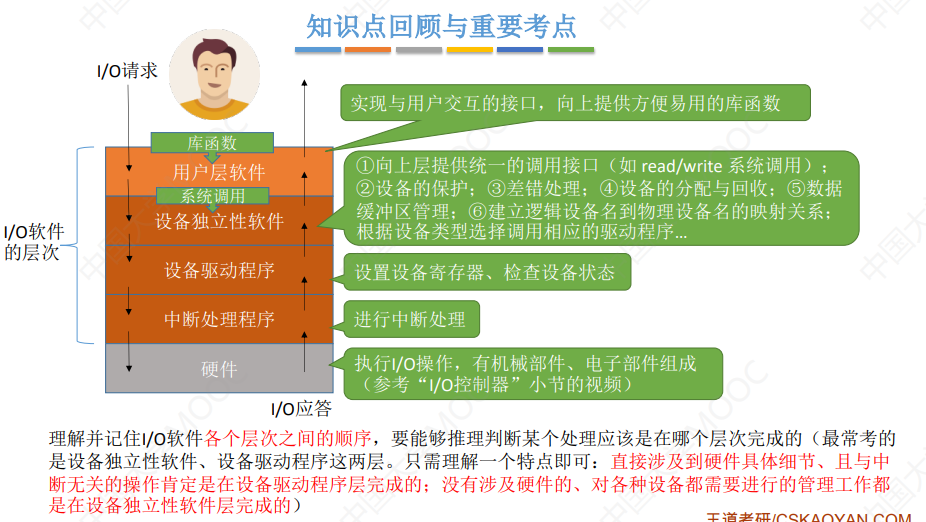 知识点回顾与重要考点
I/O请求
实现与用户交互的接口，向上提供方便易用的库函数
库函数
用户层软件
①向上层提供统一的调用接口（如 read/write 系统调用）；
②设备的保护；③差错处理；④设备的分配与回收；⑤数据
缓冲区管理；⑥建立逻辑设备名到物理设备名的映射关系；
根据设备类型选择调用相应的驱动程序…
系统调用
设备独立性软件
I/O软件
的层次
设备驱动程序
设置设备寄存器、检查设备状态
中断处理程序
进行中断处理
硬件
执行I/O操作，有机械部件、电子部件组成
（参考“I/O控制器”小节的视频）
I/O应答
理解并记住I/O软件各个层次之间的顺序，要能够推理判断某个处理应该是在哪个层次完成的（最常考的
是设备独立性软件、设备驱动程序这两层。只需理解一个特点即可：直接涉及到硬件具体细节、且与中
断无关的操作肯定是在设备驱动程序层完成的；没有涉及硬件的、对各种设备都需要进行的管理工作都
是在设备独立性软件层完成的）
王道考研/CSKAOYAN.COM